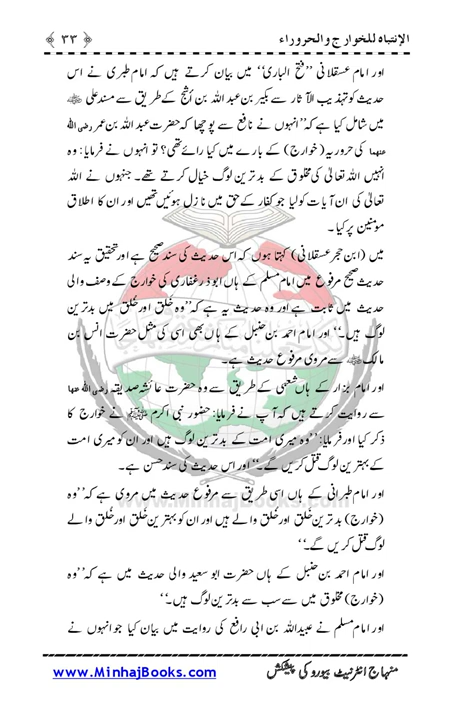 الإنتباه للخوارج والحروراء ﴿ ۳۳ ﴾
اور امام عسقلانی ’’فتح الباری‘‘ میں بیان کرتے ہیں کہ امام طبری نے اس
حدیث کو تہذیب الآثار سے بکیر بن عبد اللہ بن اُشج کے طریق سے مسند علی ﷺ
میں شامل کیا ہے کہ ’’انہوں نے نافع سے پوچھا کہ حضرت عبد اللہ بن عمر رضی اللہ
عنہما کی حروریہ (خوارج) کے بارے میں کیا رائے تھی؟ تو انہوں نے فرمایا: وہ
انہیں اللہ تعالیٰ کی مخلوق کے بدترین لوگ خیال کرتے تھے۔ جنہوں نے اللہ
تعالیٰ کی ان آیات کو لیا جو کفار کے حق میں نازل ہوئیں تھیں اور ان کا اطلاق
مومنین پر کیا۔
میں (ابن حجر عسقلانی) کہتا ہوں کہ اس حدیث کی سند صحیح ہے اور تحقیق یہ سند
حدیث صحیح مرفوع میں امام مسلم کے ہاں ابو ذر غفاری کی خوارج کے وصف والی
حدیث میں ثابت ہے اور وہ حدیث یہ ہے کہ ’’وہ خَلق اور خُلق میں بدترین
لوگ ہیں۔‘‘ اور امام احمد بن حنبل کے ہاں بھی اسی کی مثل حضرت انس بن
مالک ﷺ سے مروی مرفوع حدیث ہے۔
اور امام بزار کے ہاں شعبی کے طریق سے وہ حضرت عائشہ صدیقہ رضی اللہ عنہا
سے روایت کرتے ہیں کہ آپ نے فرمایا: حضور نبی اکرم ﷺ نے خوارج کا
ذکر کیا اور فرمایا: ’’وہ میری امت کے بدترین لوگ ہیں اور ان کو میری امت
کے بہترین لوگ قتل کریں گے۔‘‘ اور اس حدیث کی سند حسن ہے۔
اور امام طبرانی کے ہاں اسی طریق سے مرفوع حدیث میں مروی ہے کہ ’’وہ
(خوارج) بدترین خَلق اور خُلق والے ہیں اور ان کو بہترین خَلق اور خُلق والے
لوگ قتل کریں گے۔‘‘
www.MinhajBooks.com
اور امام احمد بن حنبل کے ہاں حضرت ابو سعید والی حدیث میں ہے کہ ’’وہ
(خوارج) مخلوق میں سے سب سے بدترین لوگ ہیں۔‘‘
اور امام مسلم نے عبید اللہ بن ابی رافع کی روایت میں بیان کیا جو انہوں نے
منہاج انٹرنیٹ بیورو کی پیشکش www.MinhajBooks.com